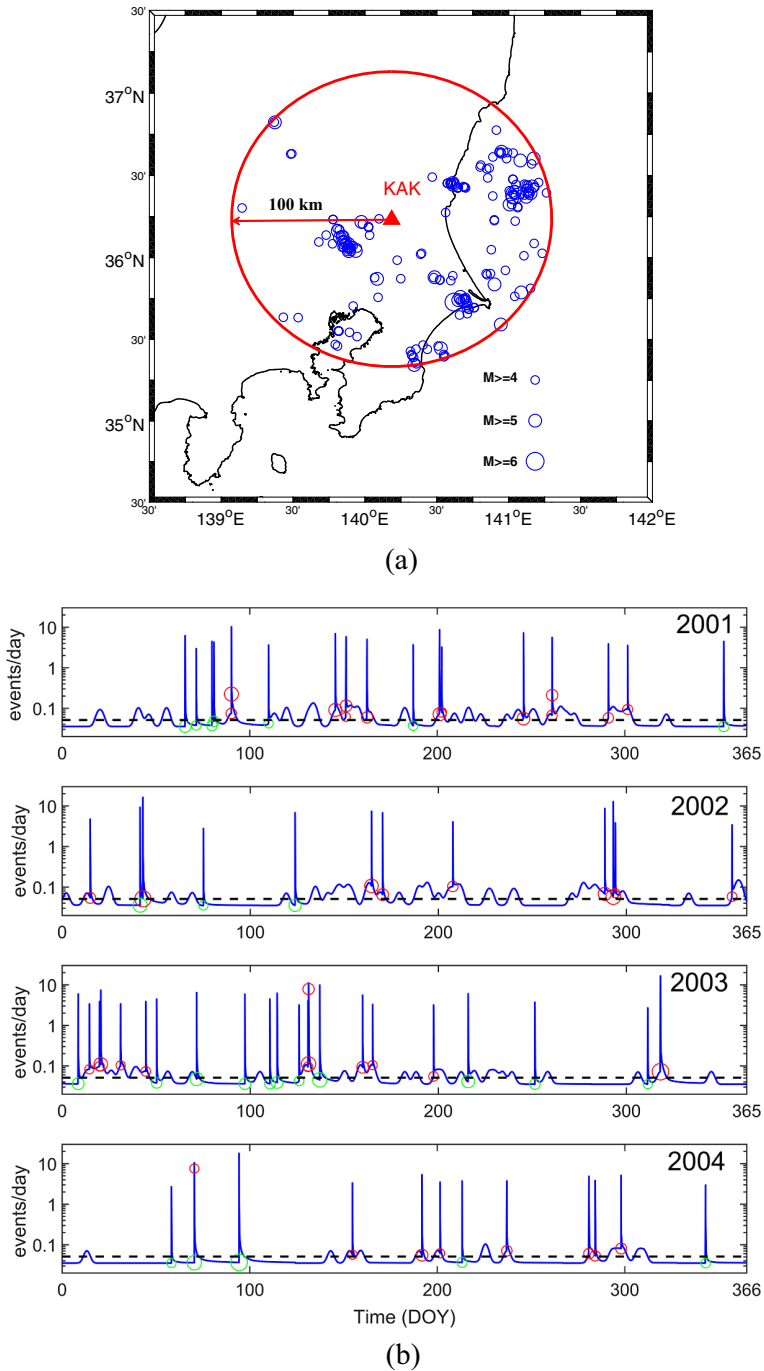 30'
37°N
30'
36°N
30'
35°N
30'
30' 139°E 30' 140°E 30' 141°E 30' 142°E
KAK
100 km
M>=4
M>=5
M>=6
(a)
2001
events/day
10
1
0.1
0 100 200 300 365
2002
events/day
10
1
0.1
0 100 200 300 365
2003
events/day
10
1
0.1
0 100 200 300 365
2004
events/day
10
1
0.1
0 100 200 300 366
Time (DOY)
(b)